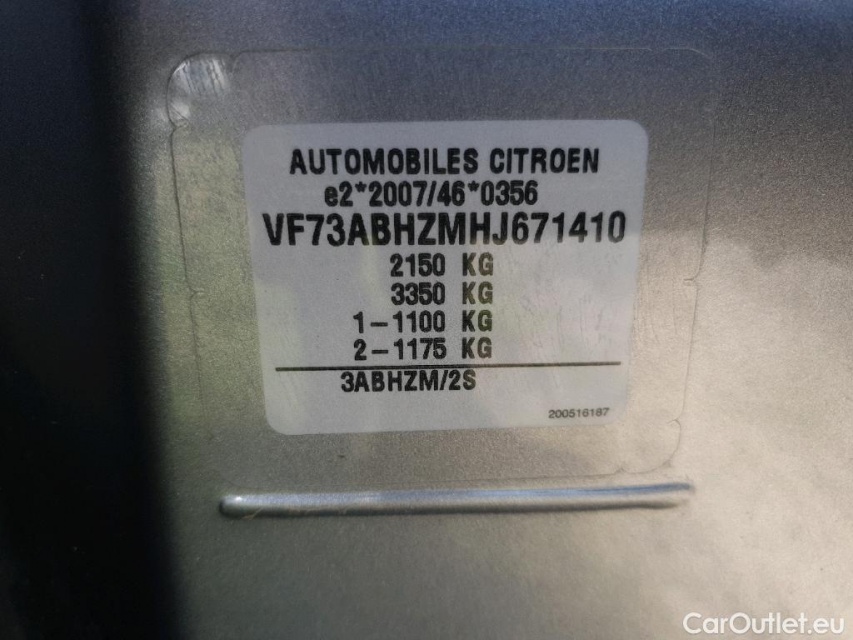 AUTOMOBILES CITROEN
e2*2007/46*0356
VF73ABHZMHJ671410
2150 KG
3350 KG
1-1100 KG
2-1175 KG
3ABHZM/2S
200516187
CarOutlet.eu